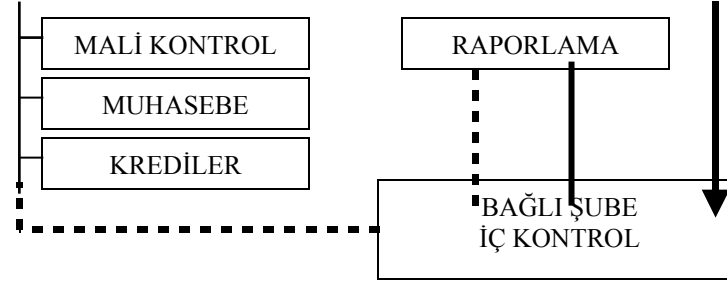 MALİ KONTROL
RAPORLAMA
MUHASEBE
KREDİLER
BAĞLI ŞUBE
İÇ KONTROL